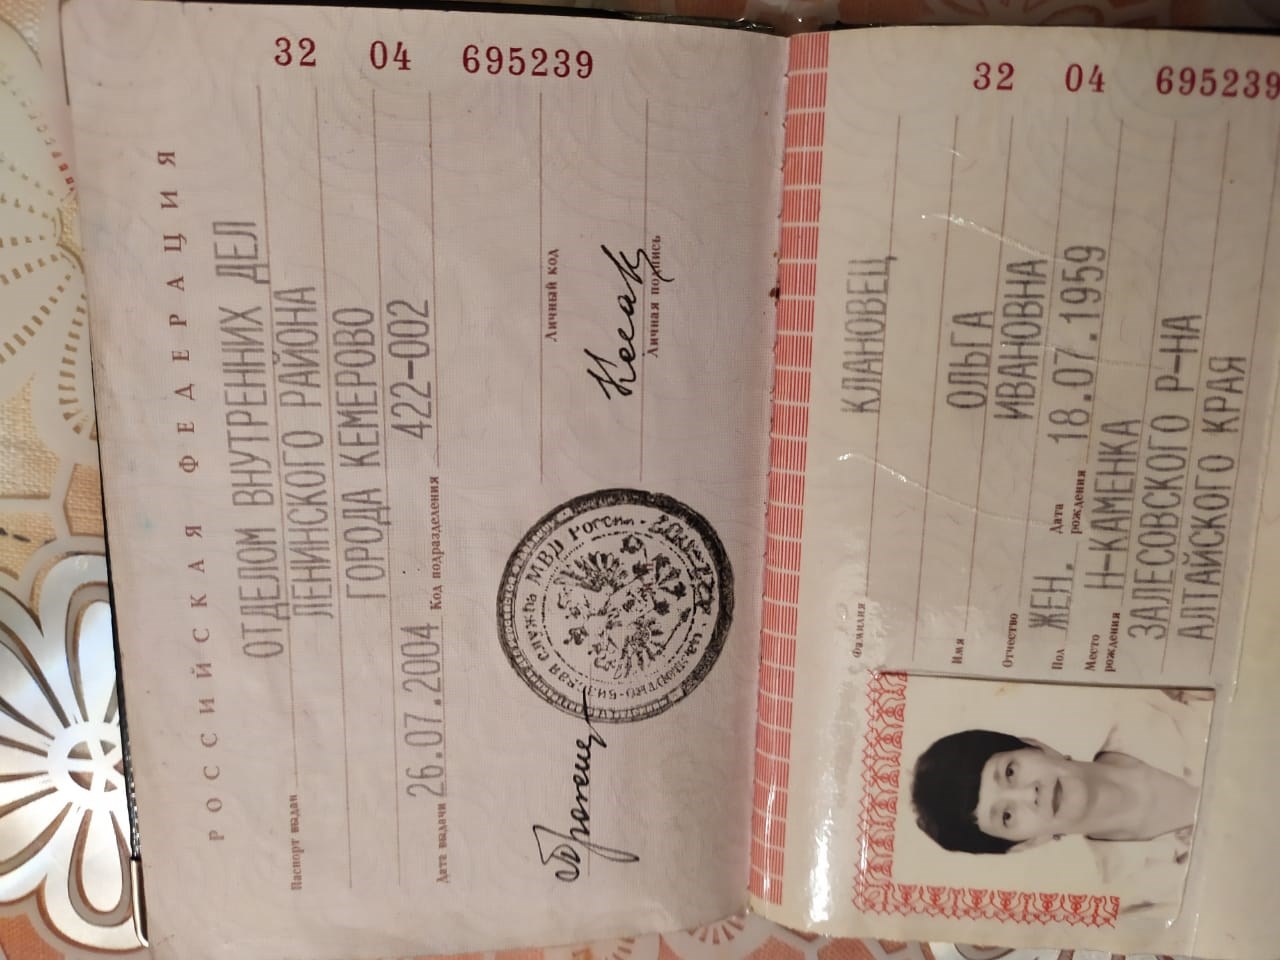 РОССИЙСКАЯ ФЕДЕРАЦИЯ
32 04 695239
Паспорт выдан ОТДЕЛОМ ВНУТРЕННИХ ДЕЛ
ЛЕНИНСКОГО РАЙОНА
ГОРОДА КЕМЕРОВО
Дата выдачи 26.07.2004 Код подразделения 422-002
Личный код
Личная подпись
МВД РОССИИ
32 04 695239
Фамилия КЛАНОВЕЦ
Имя ОЛЬГА
Отчество ИВАНОВНА
Пол ЖЕН. Дата рождения 18.07.1959
Место рождения Н-КАМЕНКА
ЗАЛЕСОВСКОГО Р-НА
АЛТАЙСКОГО КРАЯ